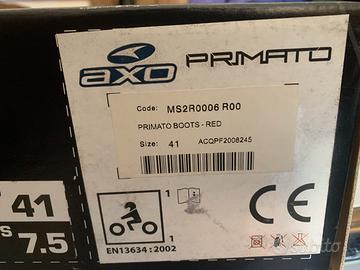 axo PRIMATO
Code: MS2R0006 R00
PRIMATO BOOTS - RED
Size: 41 ACQPF2008245
41
7.5
1
1
EN13634:2002
CE